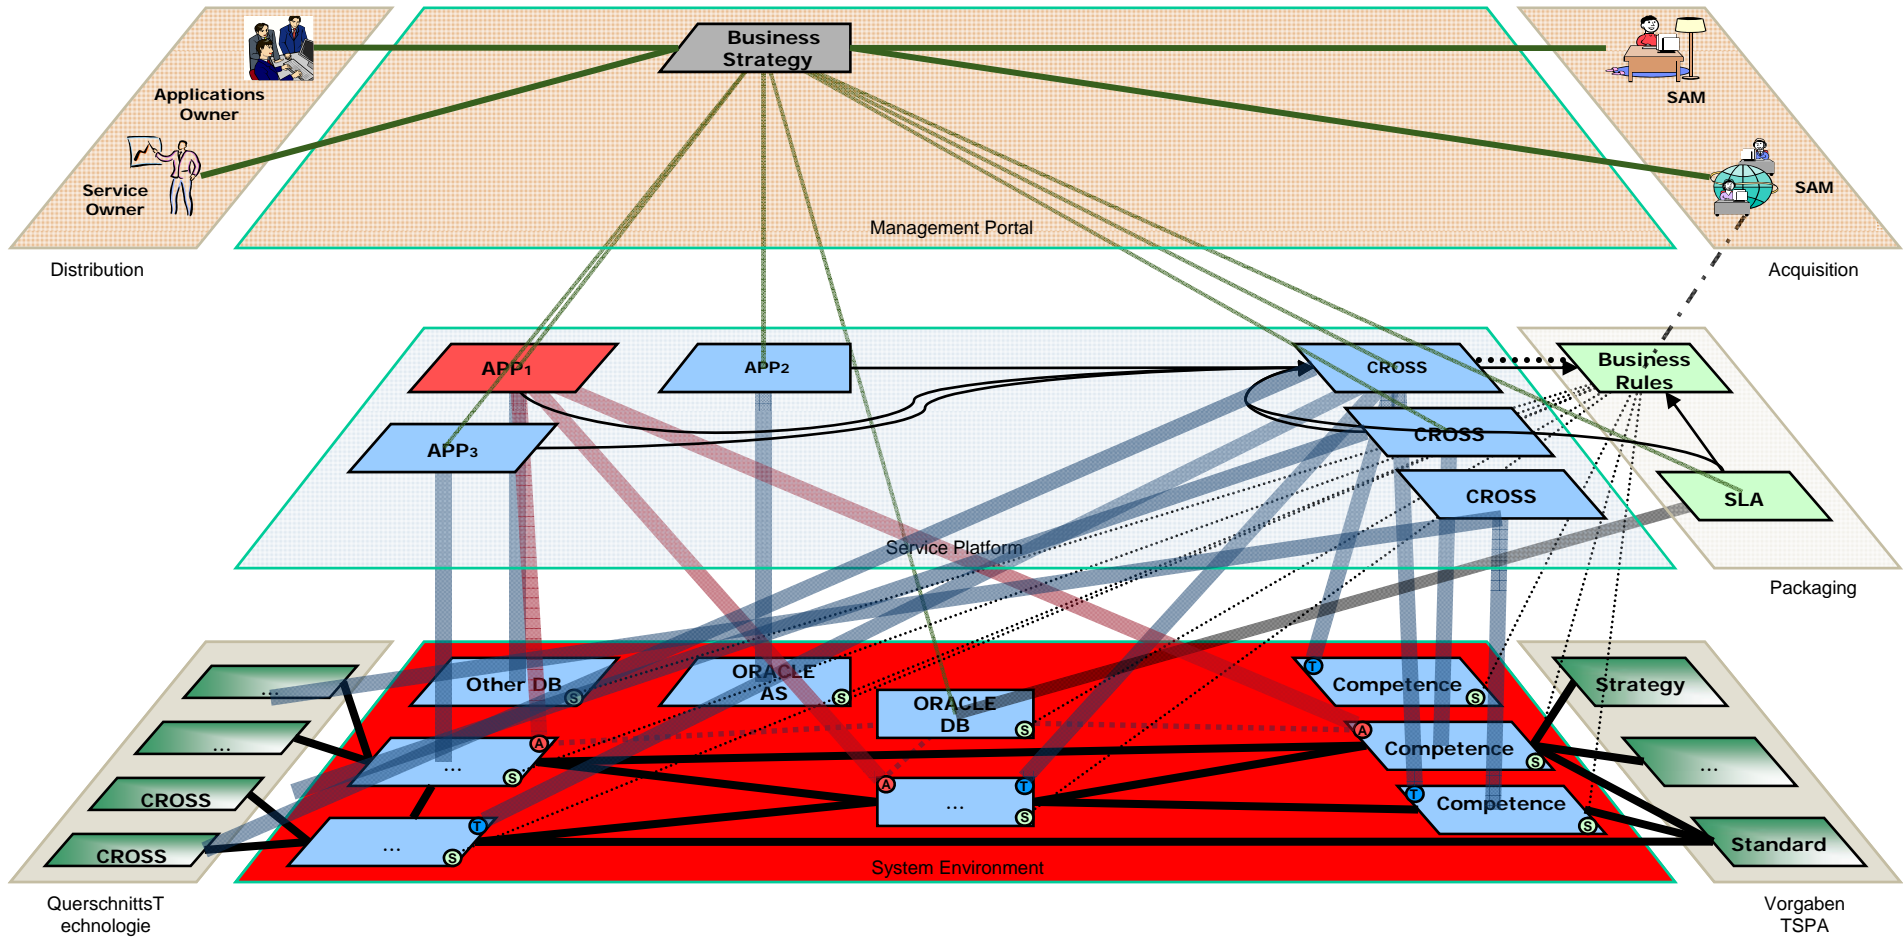 Business
Strategy
Applications
Owner
SAM
Service
Owner
SAM
Management Portal
Distribution
Acquisition
APP1
APP2
CROSS
Business
Rules
APP3
CROSS
CROSS
SLA
Service Platform
Packaging
...
Other DB
S
ORACLE
AS
S
ORACLE
DB
S
T
Competence
S
Strategy
...
...
A
S
A
Competence
S
...
CROSS
A
...
T
S
T
Competence
S
CROSS
...
T
S
Standard
System Environment
QuerschnittsT
echnologie
Vorgaben
TSPA